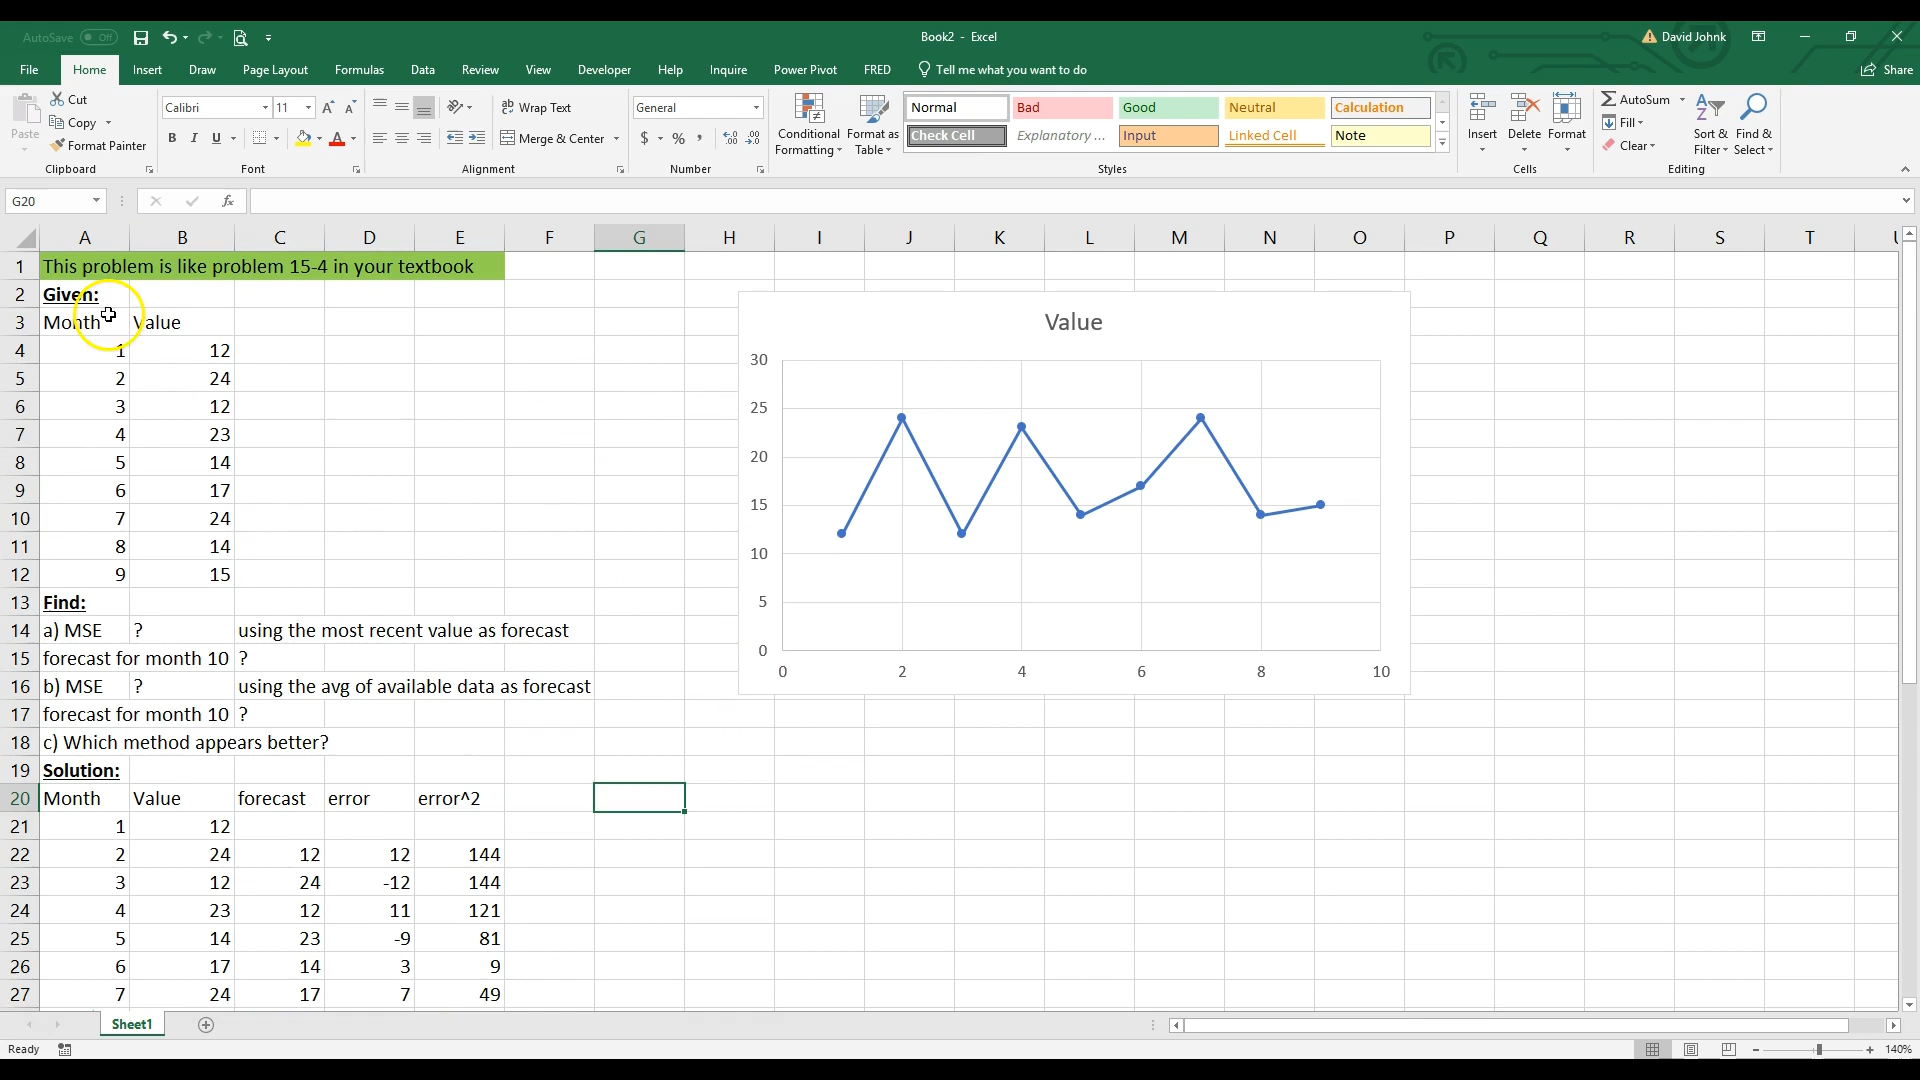 AutoSave Off Book2 - Excel David Johnk
File Home Insert Draw Page Layout Formulas Data Review View Developer Help Inquire Power Pivot FRED Tell me what you want to do Share
Paste Cut Copy Format Painter Clipboard
Calibri 11 B I U A Font
Wrap Text Merge & Center Alignment
General $ % , Number
Conditional Formatting Format as Table
Normal Bad Good Neutral Calculation
Check Cell Explanatory ... Input Linked Cell Note
Styles
Insert Delete Format Cells
AutoSum Fill Clear Sort & Filter Find & Select Editing
G20 fx
A B C D E F G H I J K L M N O P Q R S T
1 This problem is like problem 15-4 in your textbook
2 Given:
3 Month Value
4 1 12
5 2 24
6 3 12
7 4 23
8 5 14
9 6 17
10 7 24
11 8 14
12 9 15
13 Find:
14 a) MSE ? using the most recent value as forecast
15 forecast for month 10 ?
16 b) MSE ? using the avg of available data as forecast
17 forecast for month 10 ?
18 c) Which method appears better?
19 Solution:
20 Month Value forecast error error^2
21 1 12
22 2 24 12 12 144
23 3 12 24 -12 144
24 4 23 12 11 121
25 5 14 23 -9 81
26 6 17 14 3 9
27 7 24 17 7 49
Value
30
25
20
15
10
5
0
0 2 4 6 8 10
Sheet1
Ready 140%